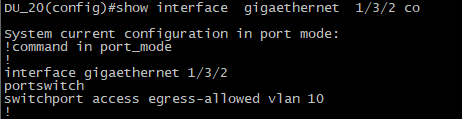 DU_20(config)#show interface  gigaethernet  1/3/2 co
System current configuration in port mode:
!command in port_mode
!
interface gigaethernet 1/3/2
portswitch
switchport access egress-allowed vlan 10
!